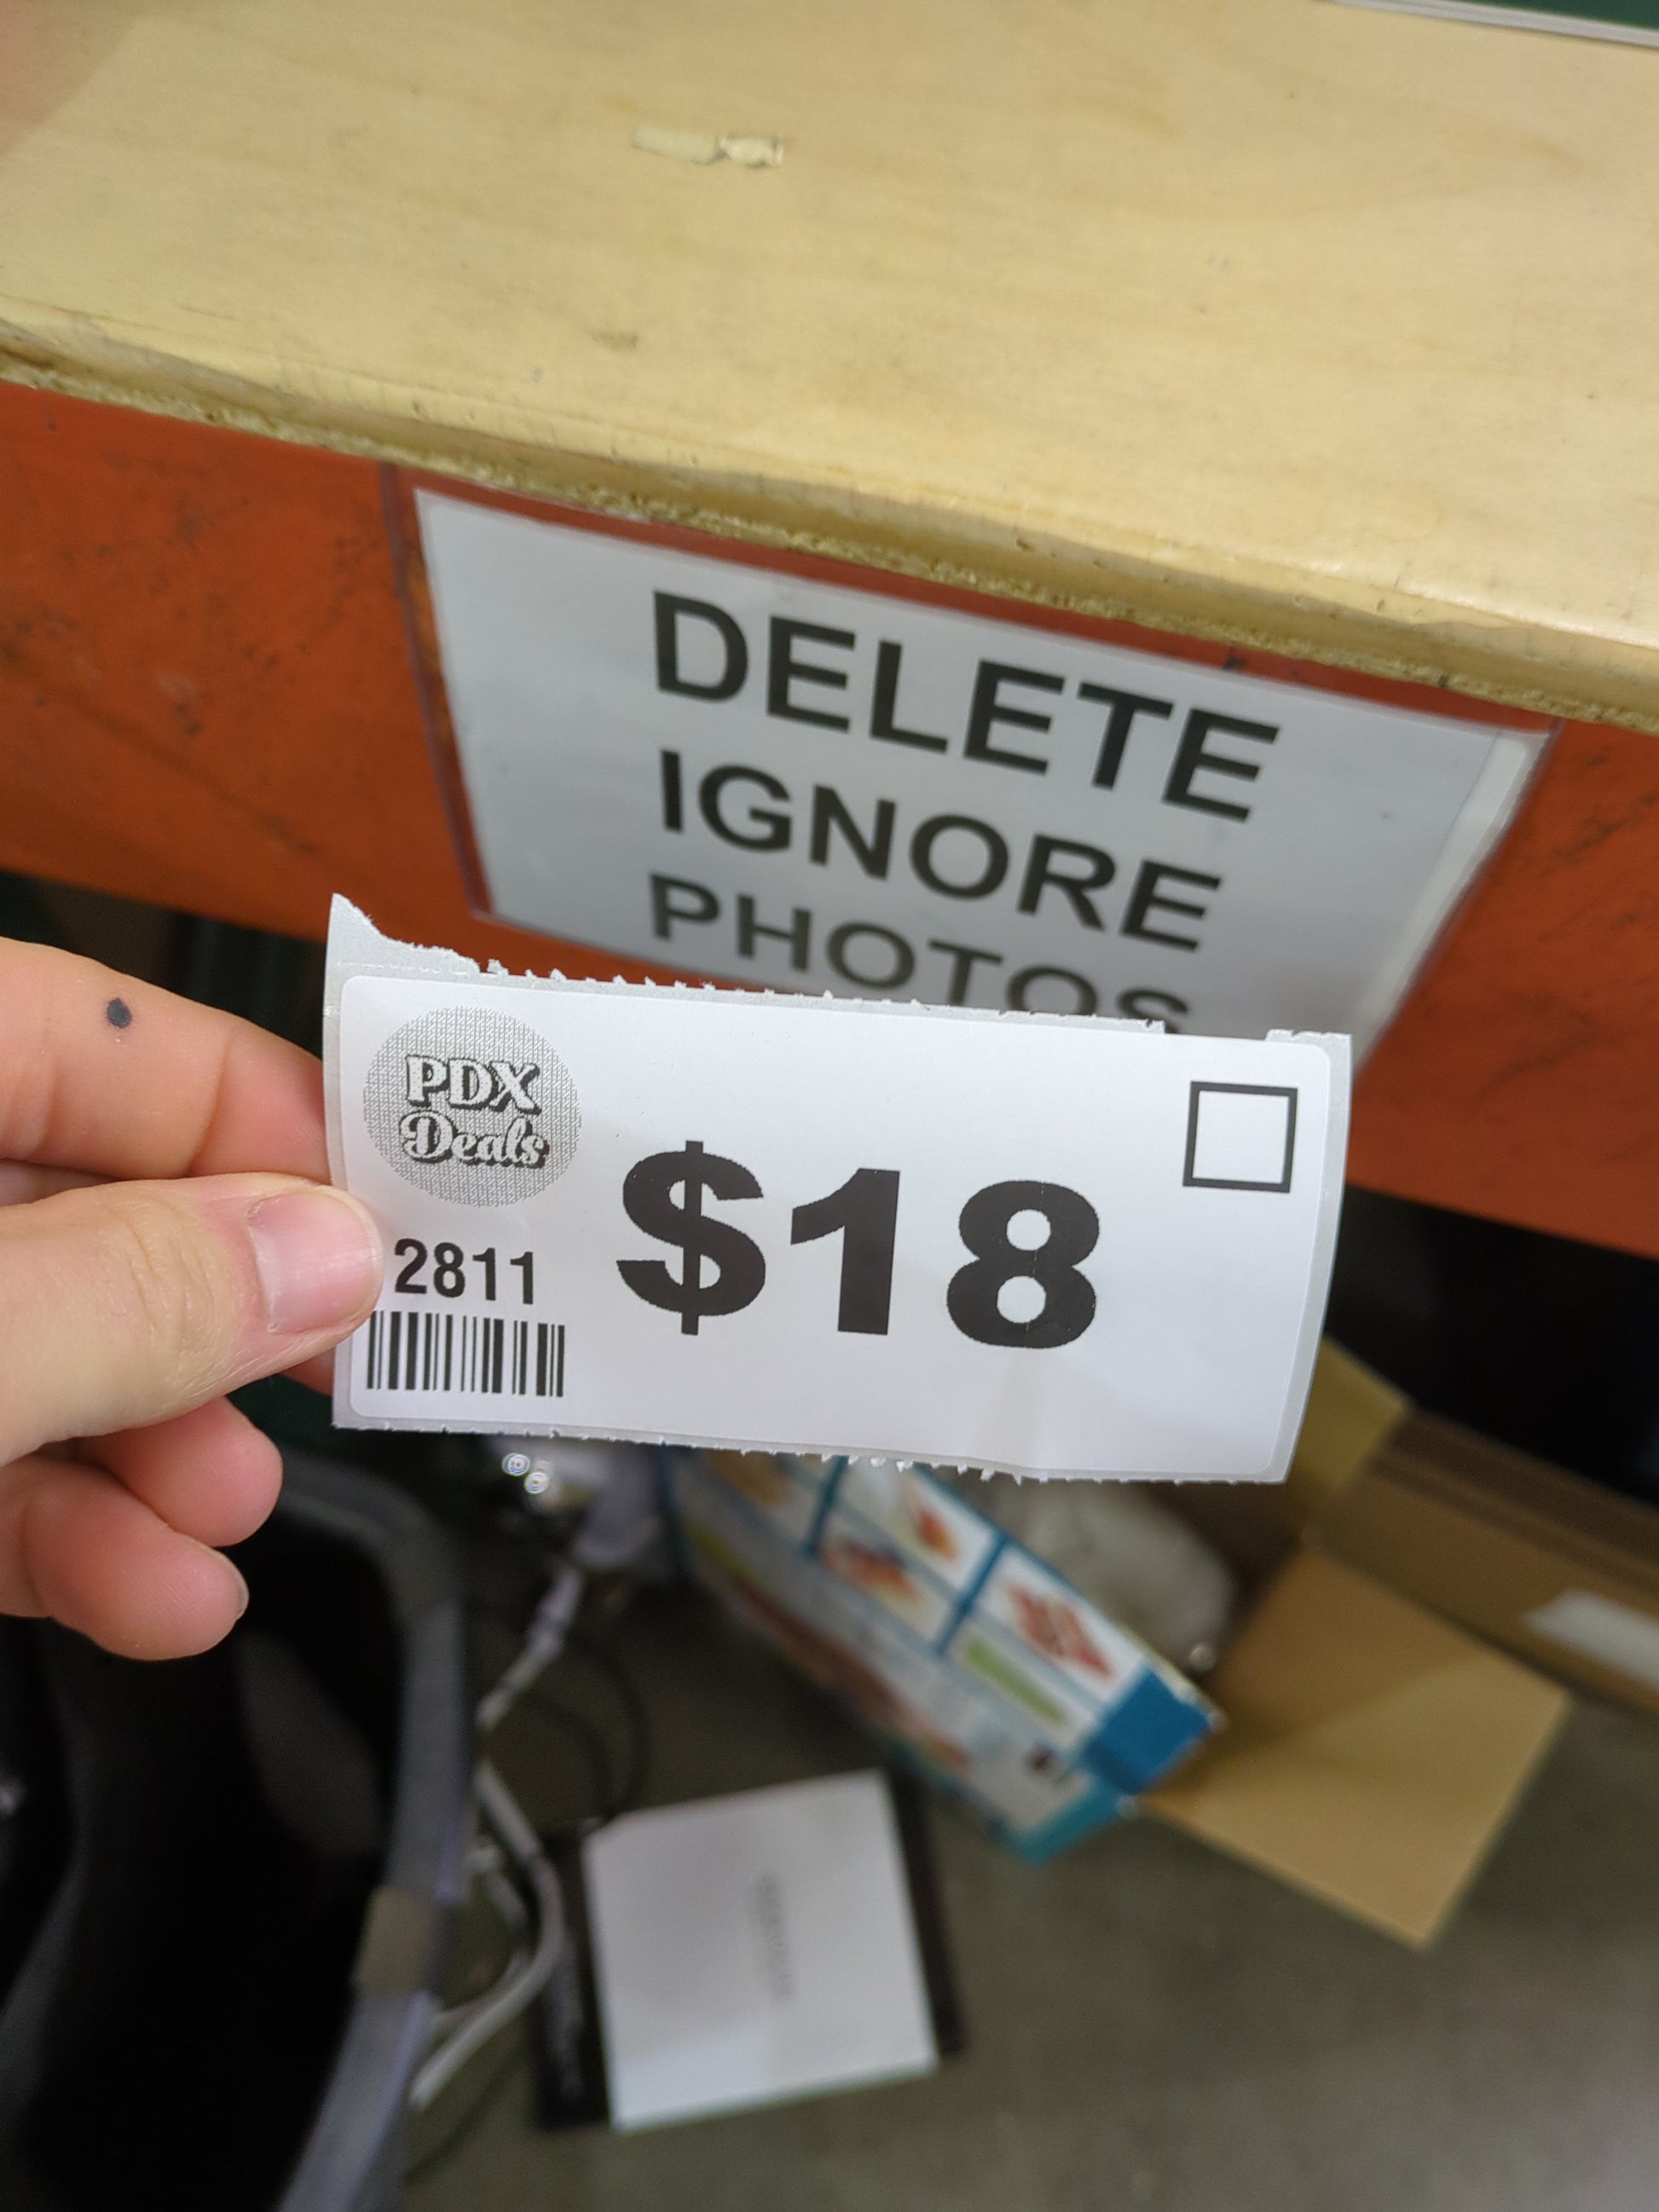 DELETE
IGNORE
PHOTOS
PDX
Deals
$18
2811